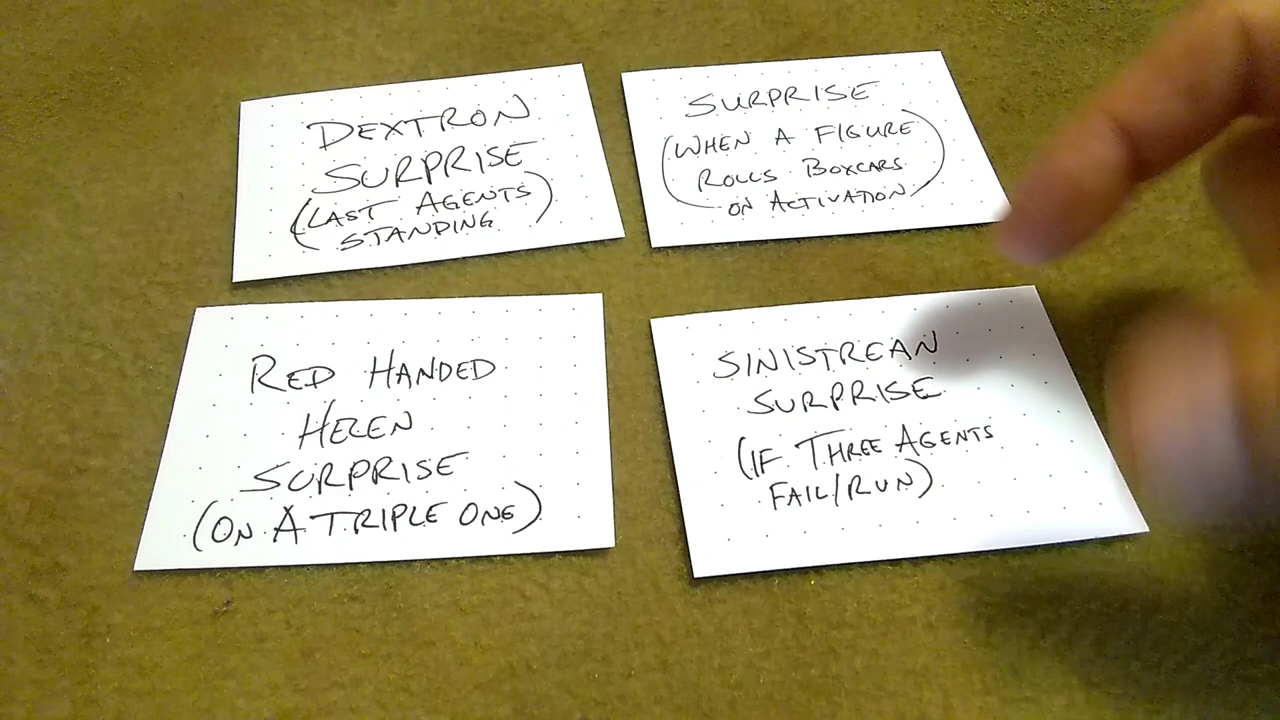 DEXTRON
SURPRISE
(LAST AGENTS
STANDING)
SURPRISE
(WHEN A FIGURE
ROLLS BOXCARS
ON ACTIVATION)
RED HANDED
HELEN
SURPRISE
(ON A TRIPLE ONE)
SINISTREAN
SURPRISE
(IF THREE AGENTS
FAIL/RUN)